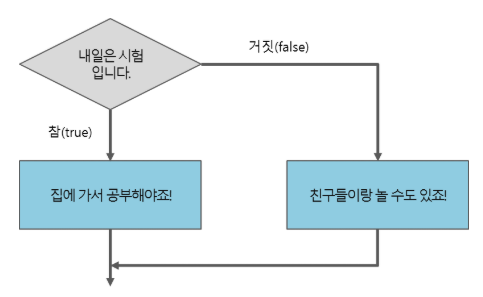 내일은 시험
입니다.
거짓(false)
참(true)
집에 가서 공부해야죠!
친구들이랑 놀 수도 있죠!